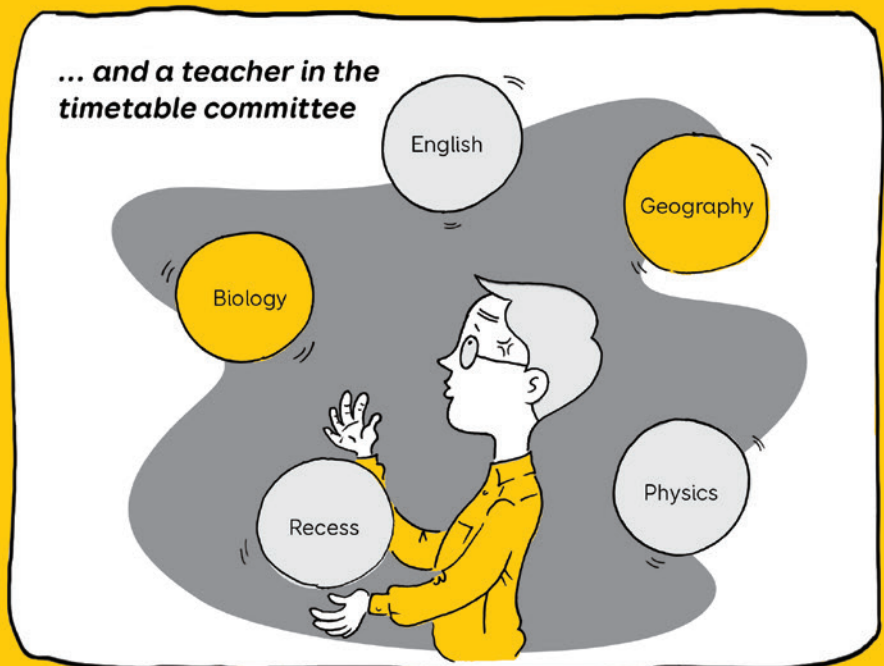 ... and a teacher in the
timetable committee
English
Geography
Biology
Physics
Recess